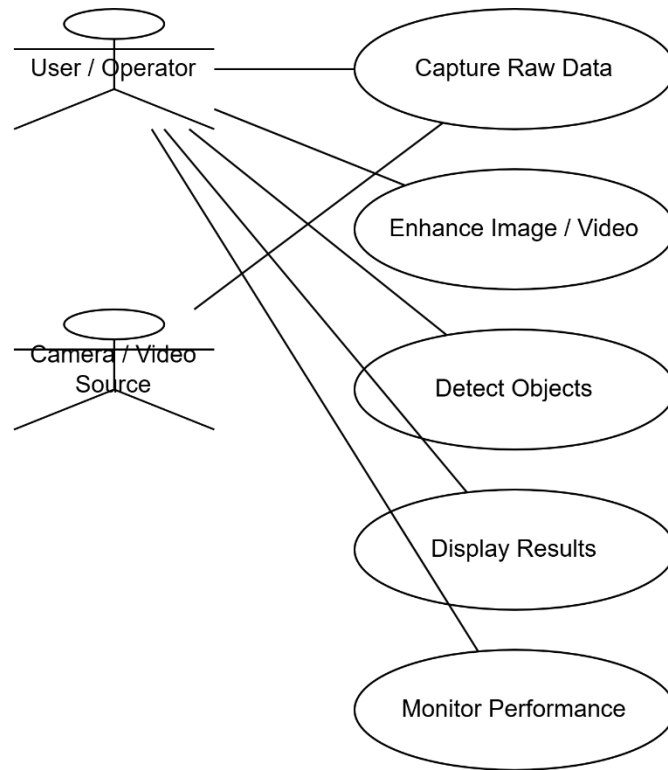 User / Operator
Capture Raw Data
Enhance Image / Video
Camera / Video
Source
Detect Objects
Display Results
Monitor Performance